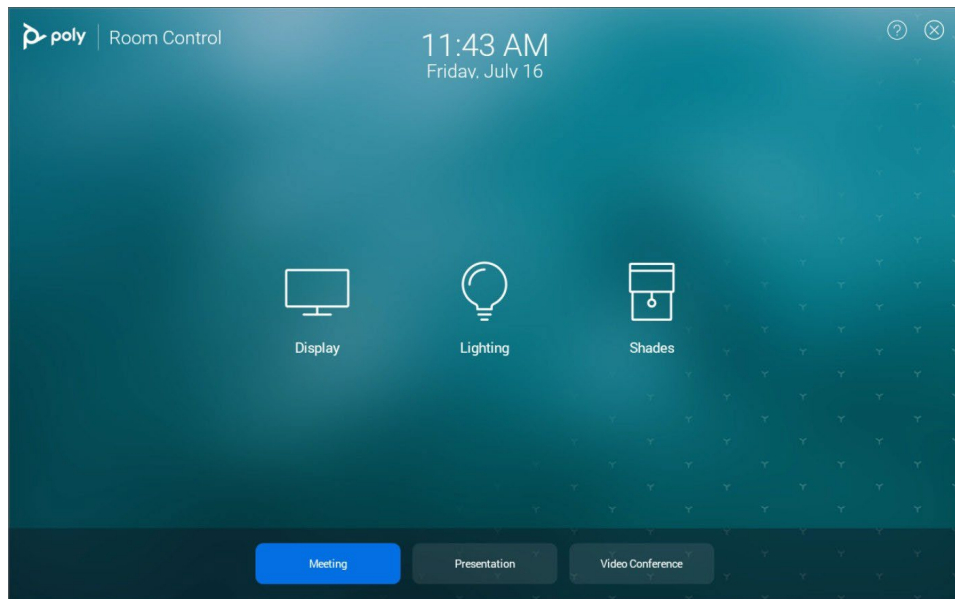 poly | Room Control
11:43 AM
Friday, July 16
?
Display
Lighting
Shades
Meeting
Presentation
Video Conference